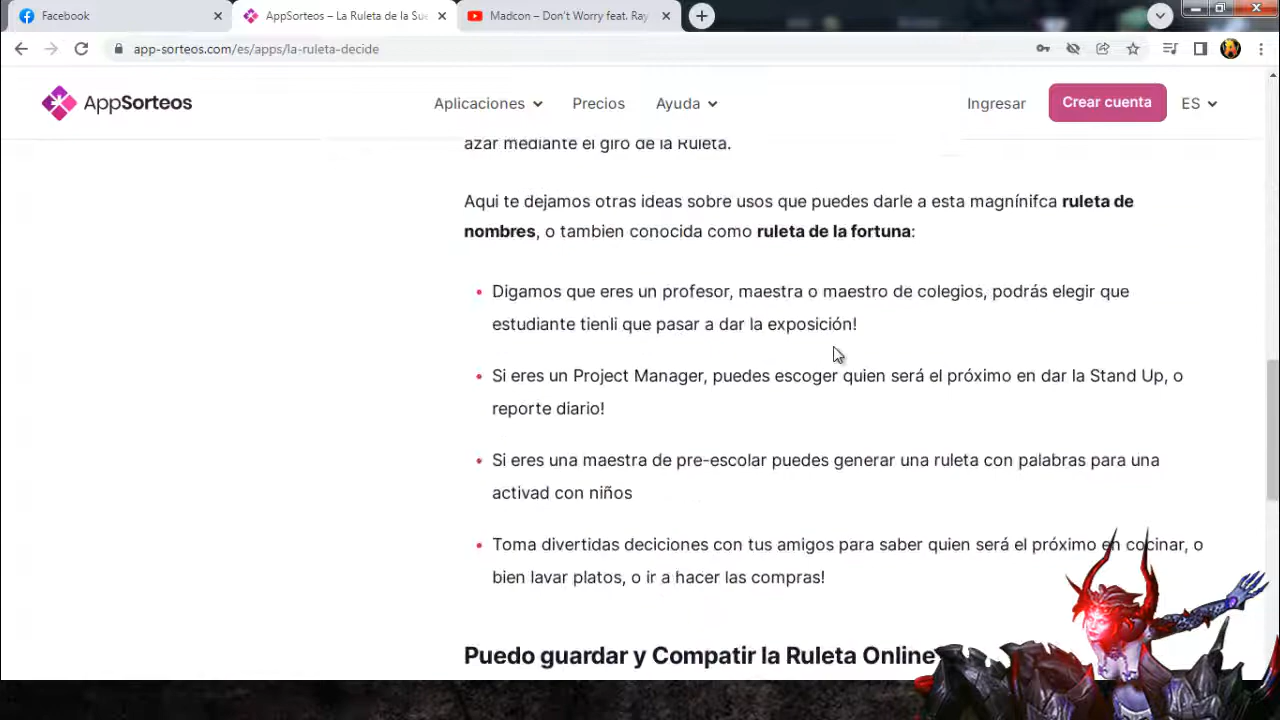 Facebook
AppSorteos – La Ruleta de la Sue
Madcon – Don't Worry feat. Ray
app-sorteos.com/es/apps/la-ruleta-decide
AppSorteos
Aplicaciones
Precios
Ayuda
Ingresar
Crear cuenta
ES
azar mediante el giro de la Ruleta.
Aqui te dejamos otras ideas sobre usos que puedes darle a esta magnínifca ruleta de
nombres, o tambien conocida como ruleta de la fortuna:
• Digamos que eres un profesor, maestra o maestro de colegios, podrás elegir que
estudiante tienli que pasar a dar la exposición!
• Si eres un Project Manager, puedes escoger quien será el próximo en dar la Stand Up, o
reporte diario!
• Si eres una maestra de pre-escolar puedes generar una ruleta con palabras para una
activad con niños
• Toma divertidas deciciones con tus amigos para saber quien será el próximo en cocinar, o
bien lavar platos, o ir a hacer las compras!
Puedo guardar y Compatir la Ruleta Online